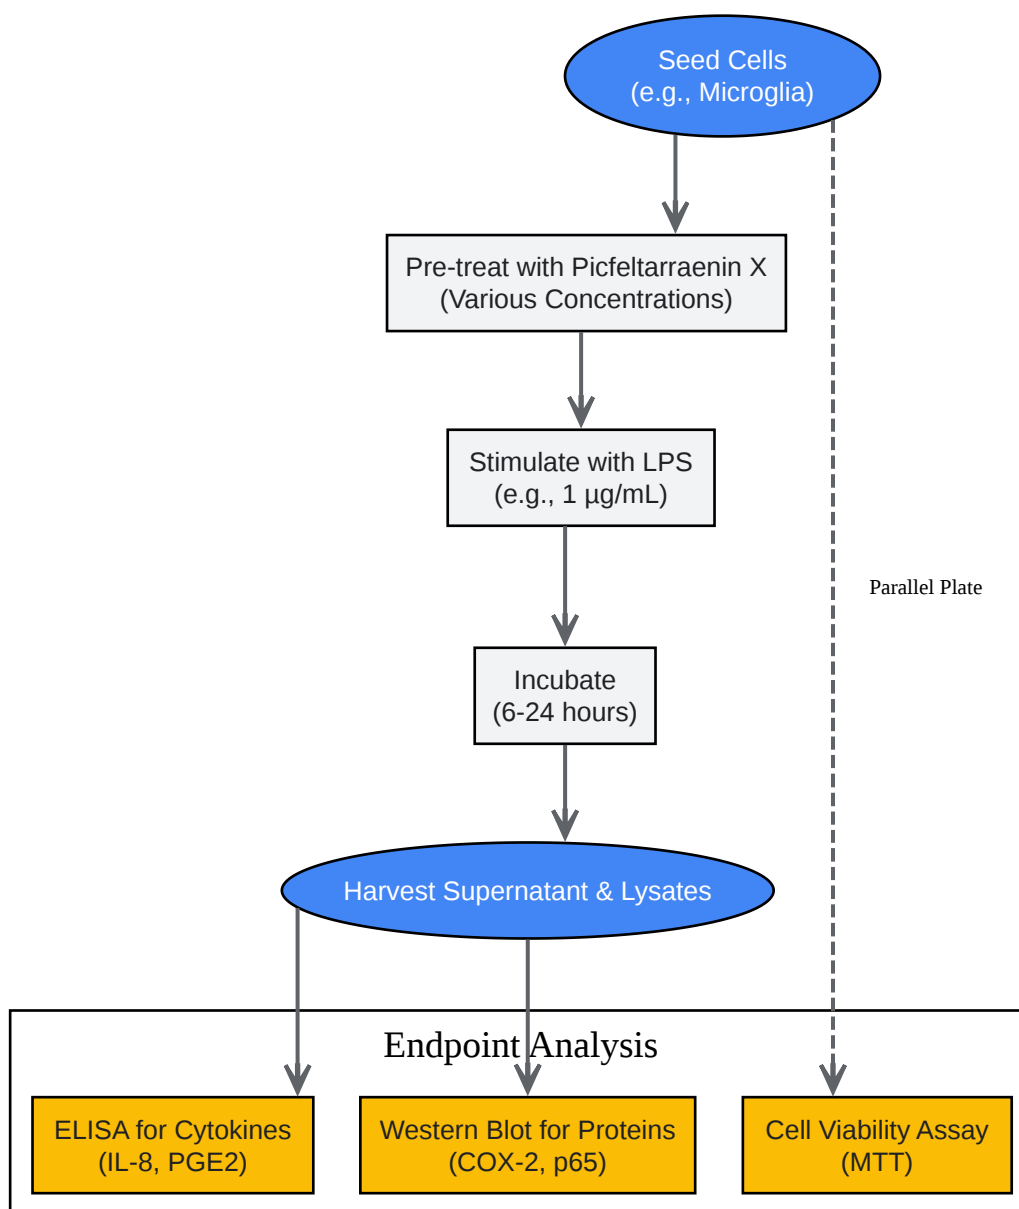 Seed Cells
(e.g., Microglia)
Pre-treat with Picfeltarraenin X
(Various Concentrations)
Stimulate with LPS
(e.g., 1 µg/mL)
Parallel Plate
Incubate
(6-24 hours)
Harvest Supernatant & Lysates
Endpoint Analysis
ELISA for Cytokines
(IL-8, PGE2)
Western Blot for Proteins
(COX-2, p65)
Cell Viability Assay
(MTT)